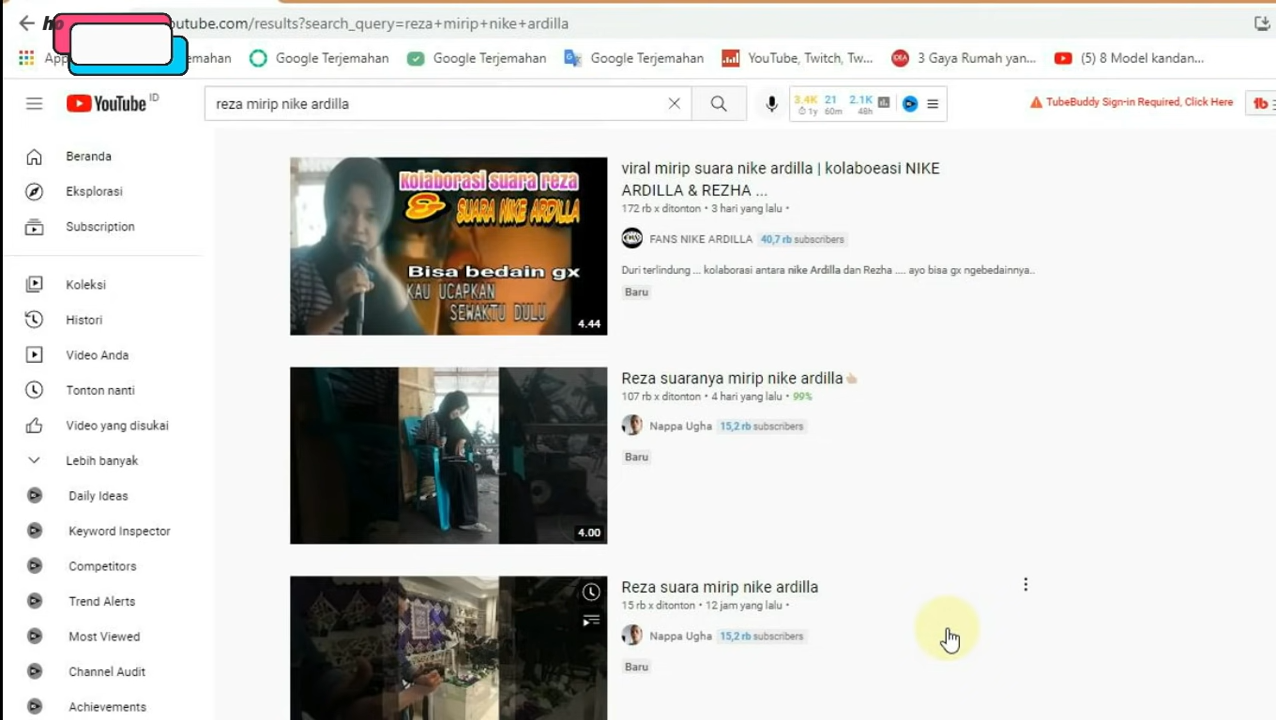 ho
outube.com/results?search_query=reza+mirip+nike+ardilla
App
emahan
Google Terjemahan
Google Terjemahan
Google Terjemahan
YouTube, Twitch, Tw...
3 Gaya Rumah yan...
(5) 8 Model kandan...
YouTube ID
reza mirip nike ardilla
3.4K 21 2.1K
1y 60m 48h
TubeBuddy Sign-in Required, Click Here
tb
Beranda
Eksplorasi
Subscription
Koleksi
Histori
Video Anda
Tonton nanti
Video yang disukai
Lebih banyak
Daily Ideas
Keyword Inspector
Competitors
Trend Alerts
Most Viewed
Channel Audit
Achievements
kolaborasi suara reza
& SUARA NIKE ARDILLA
Bisa bedain gx
KAU UCAPKAN
SEWAKTU DULU
4.44
viral mirip suara nike ardilla | kolaboeasi NIKE
ARDILLA & REZHA ...
172 rb x ditonton • 3 hari yang lalu •
FANS NIKE ARDILLA 40,7 rb subscribers
Duri terlindung ... kolaborasi antara nike Ardilla dan Rezha .... ayo bisa gx ngebedainnya..
Baru
4.00
Reza suaranya mirip nike ardilla
107 rb x ditonton • 4 hari yang lalu • 99%
Nappa Ugha 15,2 rb subscribers
Baru
Reza suara mirip nike ardilla
15 rb x ditonton • 12 jam yang lalu •
Nappa Ugha 15,2 rb subscribers
Baru